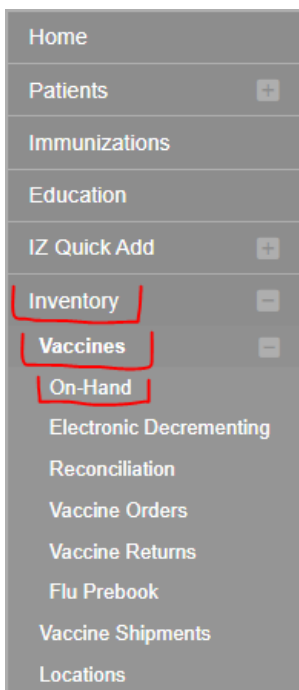 Home
Patients
Immunizations
Education
IZ Quick Add
Inventory
Vaccines
On-Hand
Electronic Decrementing
Reconciliation
Vaccine Orders
Vaccine Returns
Flu Prebook
Vaccine Shipments
Locations